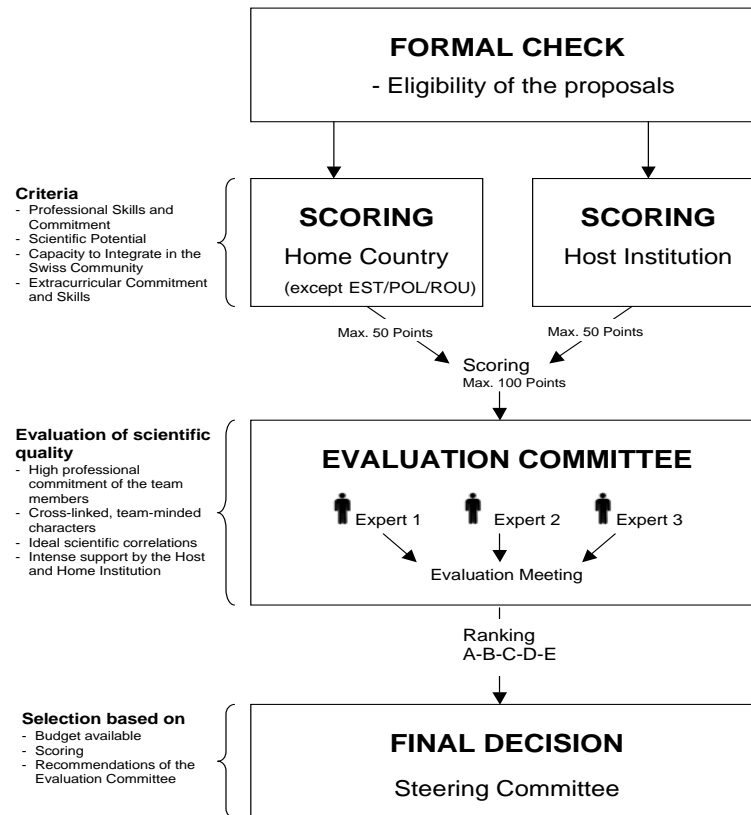 FORMAL CHECK
- Eligibility of the proposals
Criteria
- Professional Skills and
Commitment
- Scientific Potential
- Capacity to Integrate in the
Swiss Community
- Extracurricular Commitment
and Skills
SCORING
Home Country
(except EST/POL/ROU)
SCORING
Host Institution
Max. 50 Points
Max. 50 Points
Scoring
Max. 100 Points
Evaluation of scientific
quality
- High professional
commitment of the team
members
- Cross-linked, team-minded
characters
- Ideal scientific correlations
- Intense support by the Host
and Home Institution
EVALUATION COMMITTEE
Expert 1
Expert 2
Expert 3
Evaluation Meeting
Ranking
A-B-C-D-E
Selection based on
- Budget available
- Scoring
- Recommendations of the
Evaluation Committee
FINAL DECISION
Steering Committee